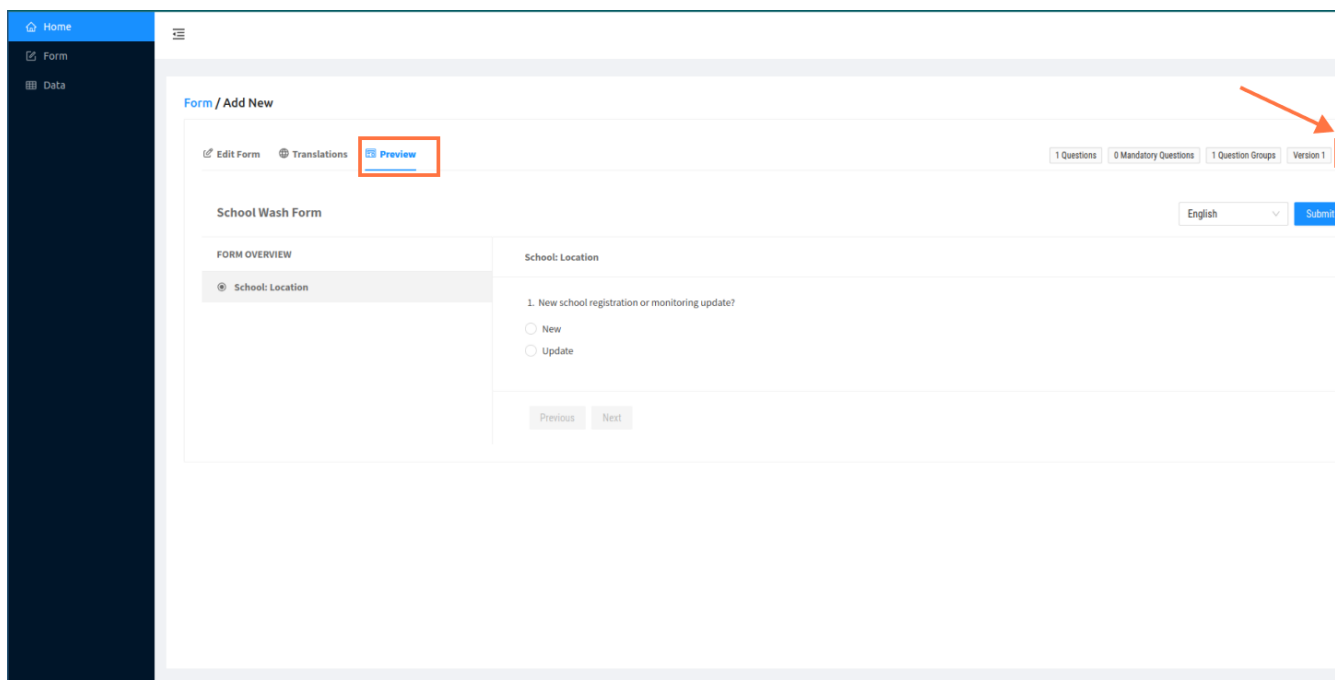 Home
Form
Data
Form / Add New
Edit Form Translations Preview
1 Questions 0 Mandatory Questions 1 Question Groups Version 1
School Wash Form
English Submit
FORM OVERVIEW
School: Location
School: Location
1. New school registration or monitoring update?
New
Update
Previous Next